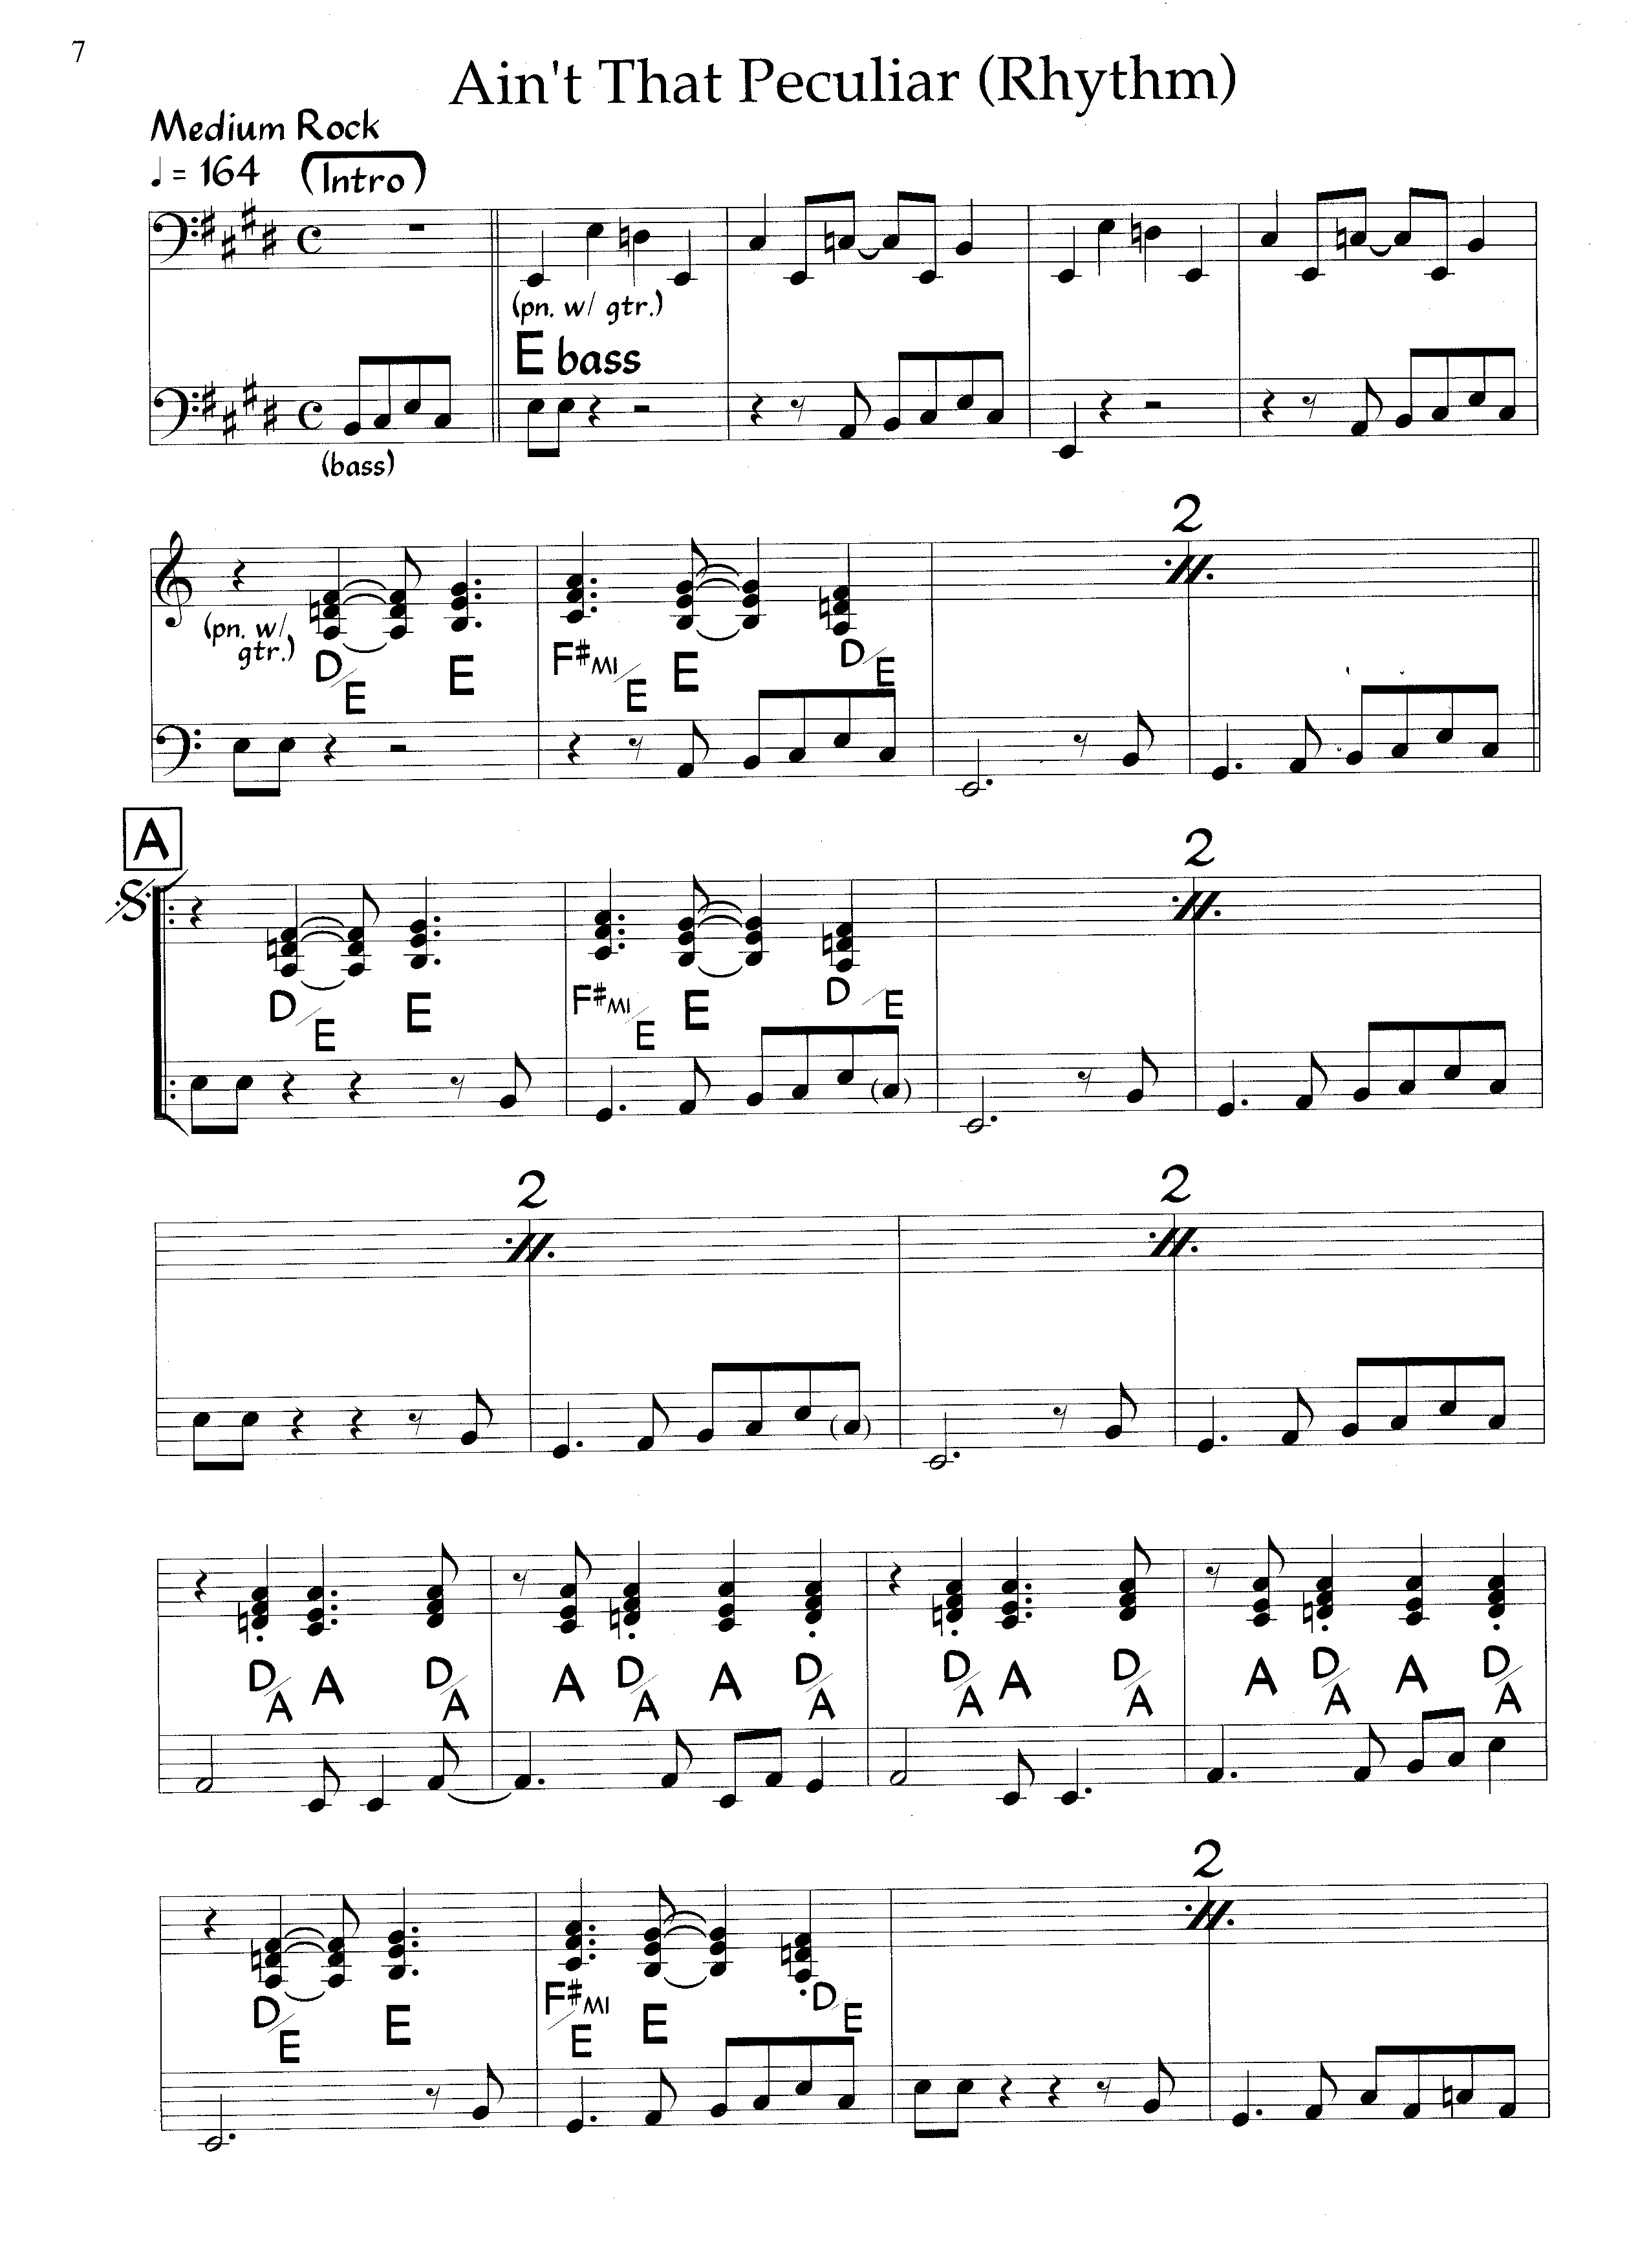 7
Ain't That Peculiar (Rhythm)
Medium Rock
♩ = 164 (Intro)
(pn. w/ gtr.)
E bass
(bass)
2
(pn. w/
gtr.)
D/E E F#MI/E E D/E
A
2
D/E E F#MI/E E D/E
2 2
D/A A D/A A D/A A D/A D/A A D/A A D/A A D/A
2
D/E E F#MI/E E D/E